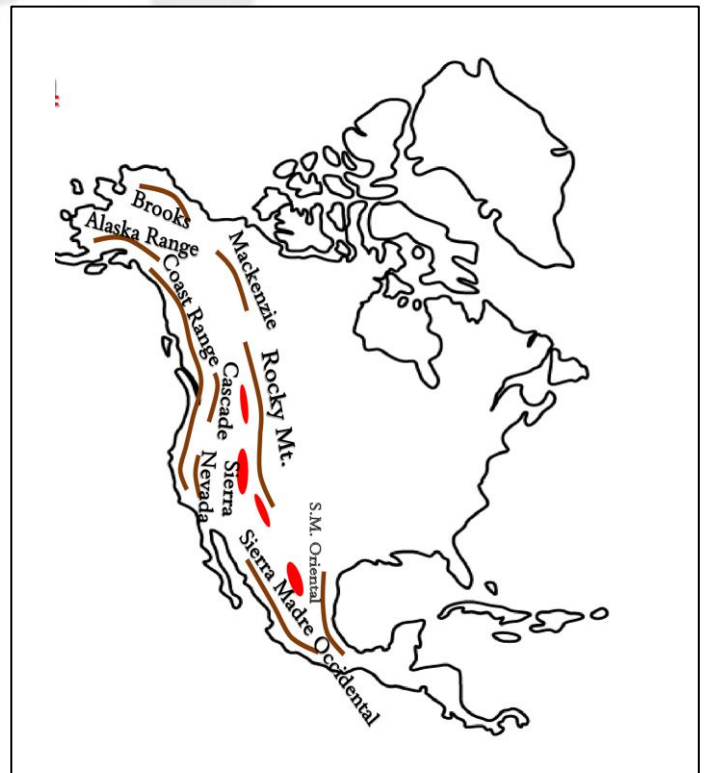 Brooks
Alaska Range
Mackenzie
Coast Range
Rocky Mt.
Cascade
Sierra
Nevada
S.M. Oriental
Sierra Madre Occidental